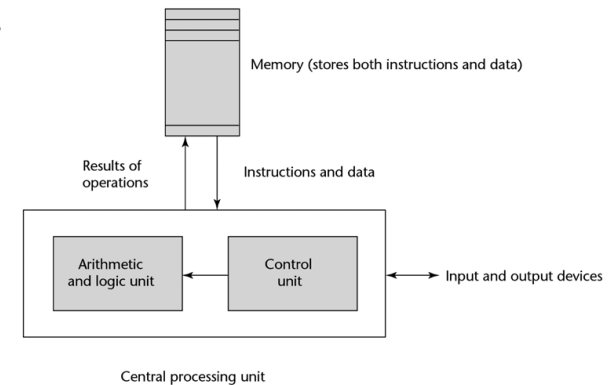 Memory (stores both instructions and data)
Results of
operations
Instructions and data
Arithmetic
and logic unit
Control
unit
Input and output devices
Central processing unit